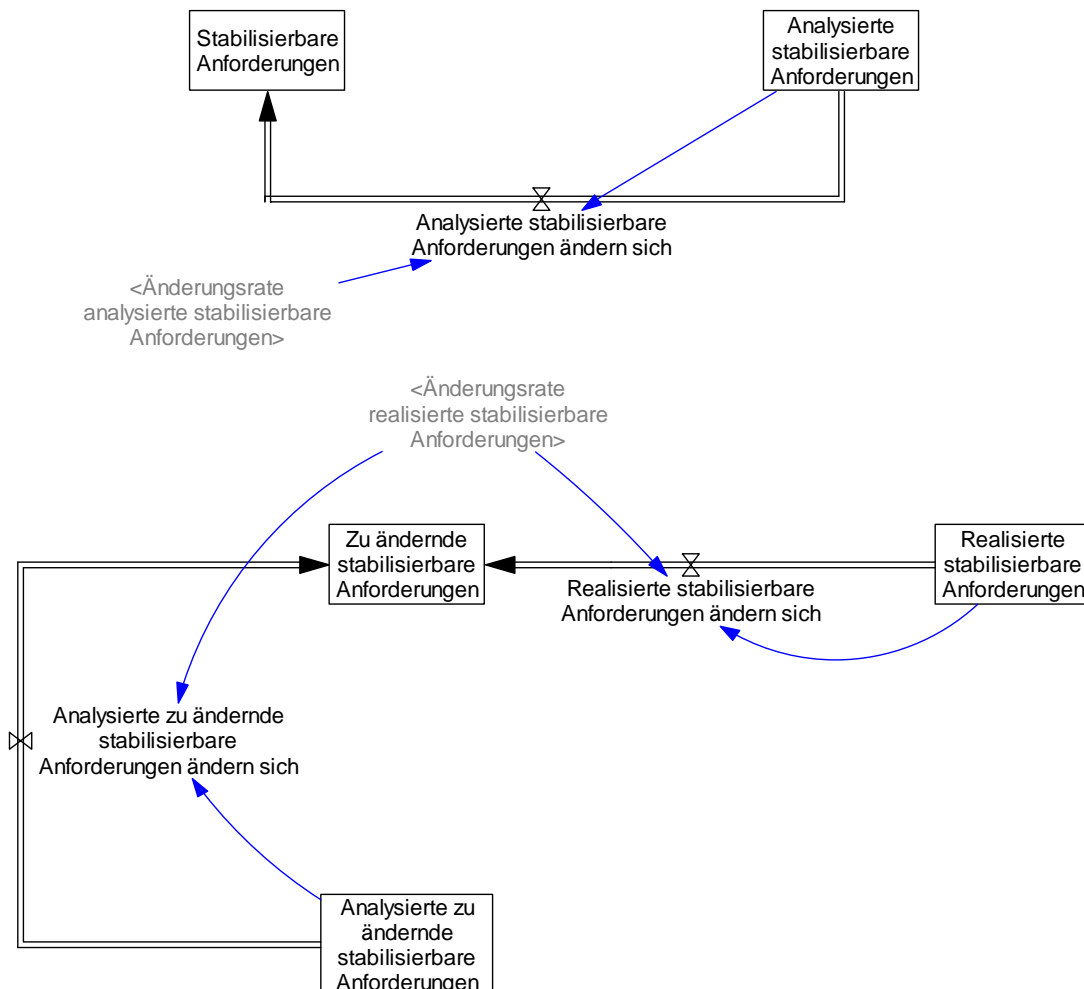 Stabilisierbare
Anforderungen
Analysierte
stabilisierbare
Anforderungen
Analysierte stabilisierbare
Anforderungen ändern sich
<Änderungsrate
analysierte stabilisierbare
Anforderungen>
<Änderungsrate
realisierte stabilisierbare
Anforderungen>
Zu ändernde
stabilisierbare
Anforderungen
Realisierte stabilisierbare
Anforderungen ändern sich
Realisierte
stabilisierbare
Anforderungen
Analysierte zu ändernde
stabilisierbare
Anforderungen ändern sich
Analysierte zu
ändernde
stabilisierbare
Anforderungen